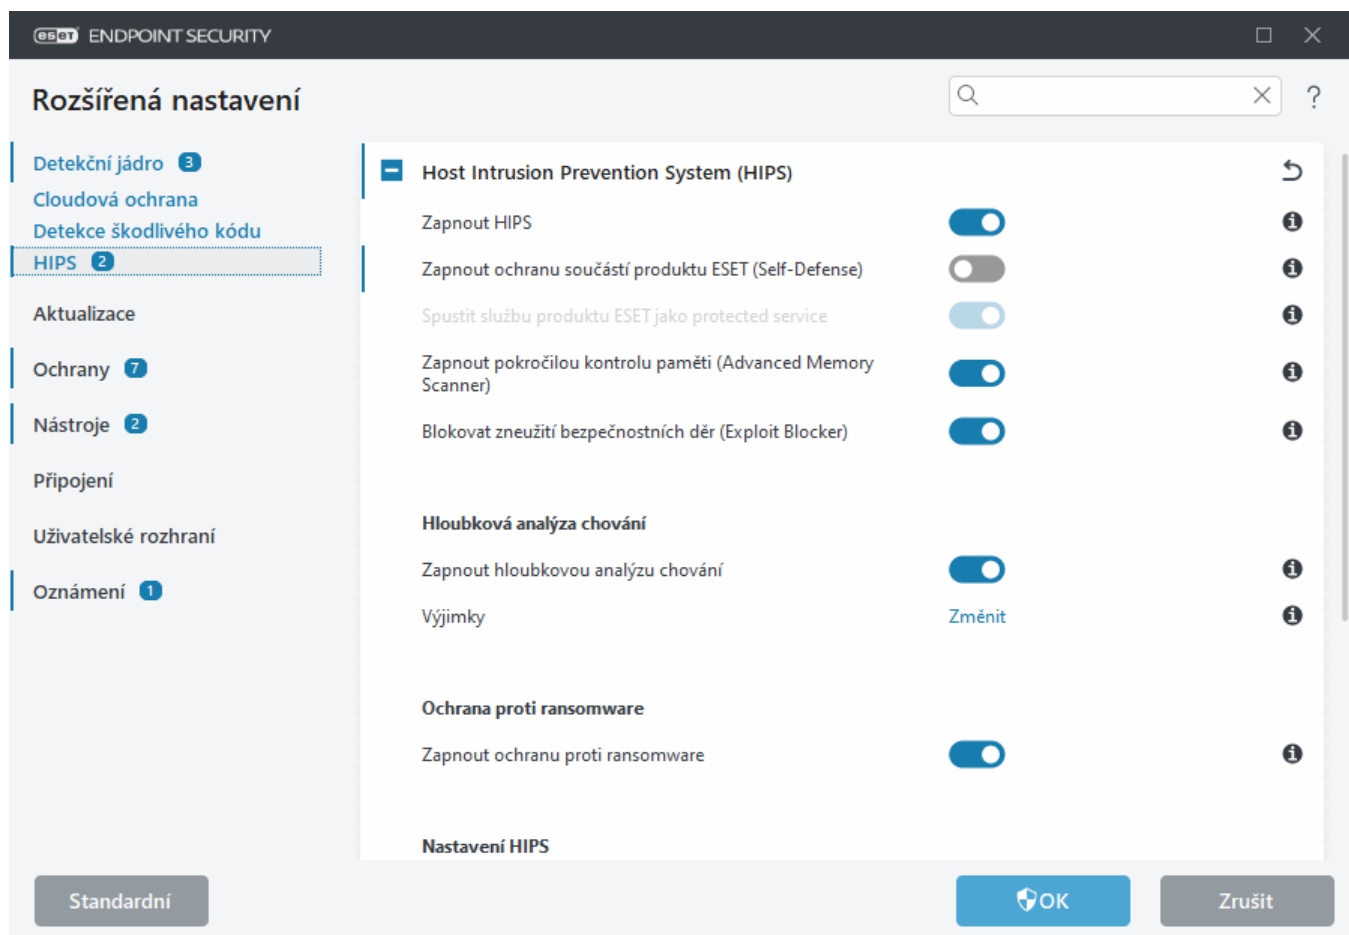 eset ENDPOINT SECURITY
Rozšířená nastavení
?
Detekční jádro 3
Cloudová ochrana
Detekce škodlivého kódu
HIPS 2
Aktualizace
Ochrany 7
Nástroje 2
Připojení
Uživatelské rozhraní
Oznámení 1
Host Intrusion Prevention System (HIPS)
Zapnout HIPS
Zapnout ochranu součástí produktu ESET (Self-Defense)
Spustit službu produktu ESET jako protected service
Zapnout pokročilou kontrolu paměti (Advanced Memory
Scanner)
Blokovat zneužití bezpečnostních děr (Exploit Blocker)
Hloubková analýza chování
Zapnout hloubkovou analýzu chování
Výjimky Změnit
Ochrana proti ransomware
Zapnout ochranu proti ransomware
Nastavení HIPS
Standardní
OK
Zrušit